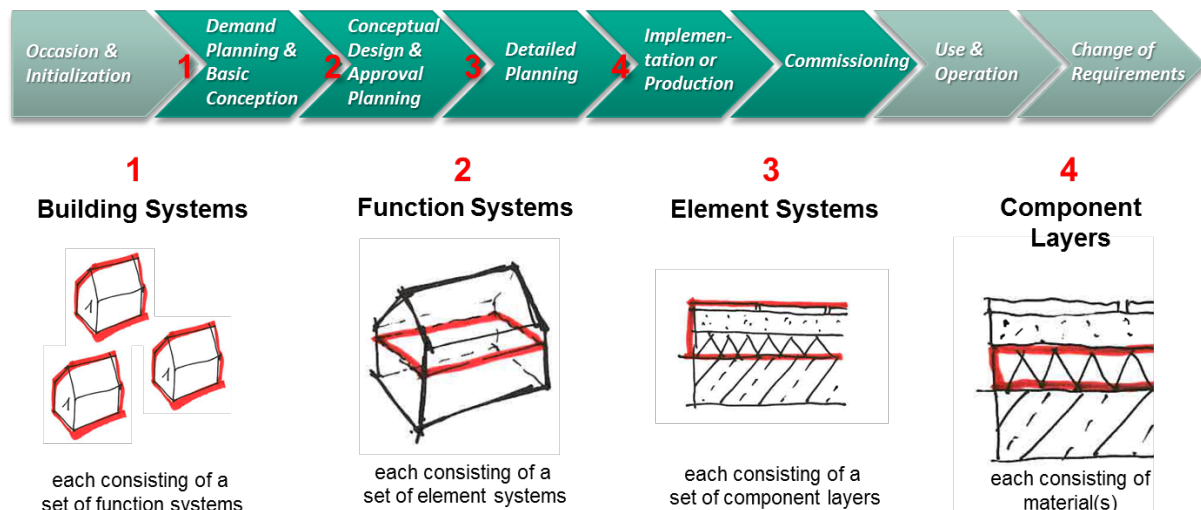 Occasion &
Initialization
1
Demand
Planning &
Basic
Conception
2
Conceptual
Design &
Approval
Planning
3
Detailed
Planning
4
Implemen-
tation or
Production
Commissioning
Use &
Operation
Change of
Requirements
1
Building Systems
each consisting of a
set of function systems
2
Function Systems
each consisting of a
set of element systems
3
Element Systems
each consisting of a
set of component layers
4
Component
Layers
each consisting of
material(s)